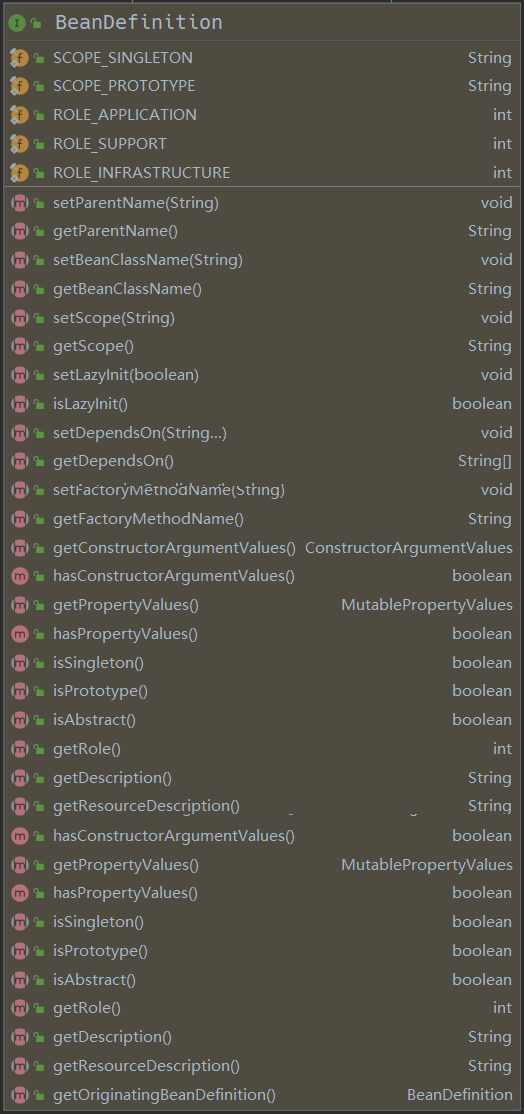 BeanDefinition
SCOPE_SINGLETON String
SCOPE_PROTOTYPE String
ROLE_APPLICATION int
ROLE_SUPPORT int
ROLE_INFRASTRUCTURE int
setParentName(String) void
getParentName() String
setBeanClassName(String) void
getBeanClassName() String
setScope(String) void
getScope() String
setLazyInit(boolean) void
isLazyInit() boolean
setDependsOn(String...) void
getDependsOn() String[]
setFactoryMethodName(String) void
getFactoryMethodName() String
getConstructorArgumentValues() ConstructorArgumentValues
hasConstructorArgumentValues() boolean
getPropertyValues() MutablePropertyValues
hasPropertyValues() boolean
isSingleton() boolean
isPrototype() boolean
isAbstract() boolean
getRole() int
getDescription() String
getResourceDescription() String
hasConstructorArgumentValues() boolean
getPropertyValues() MutablePropertyValues
hasPropertyValues() boolean
isSingleton() boolean
isPrototype() boolean
isAbstract() boolean
getRole() int
getDescription() String
getResourceDescription() String
getOriginatingBeanDefinition() BeanDefinition